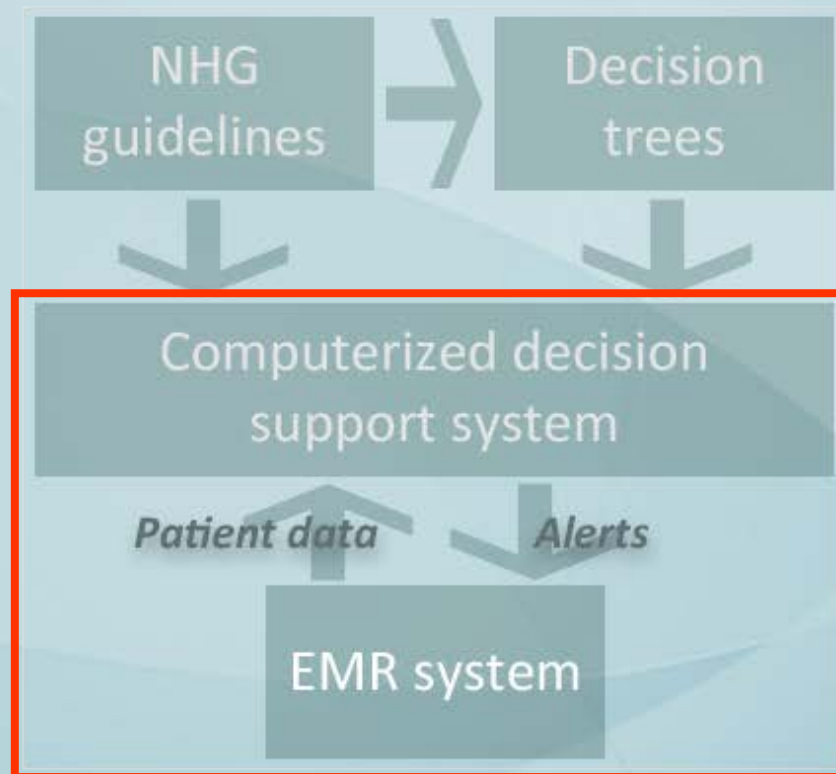 NHG
guidelines
Decision
trees
Computerized decision
support system
Patient data
Alerts
EMR system